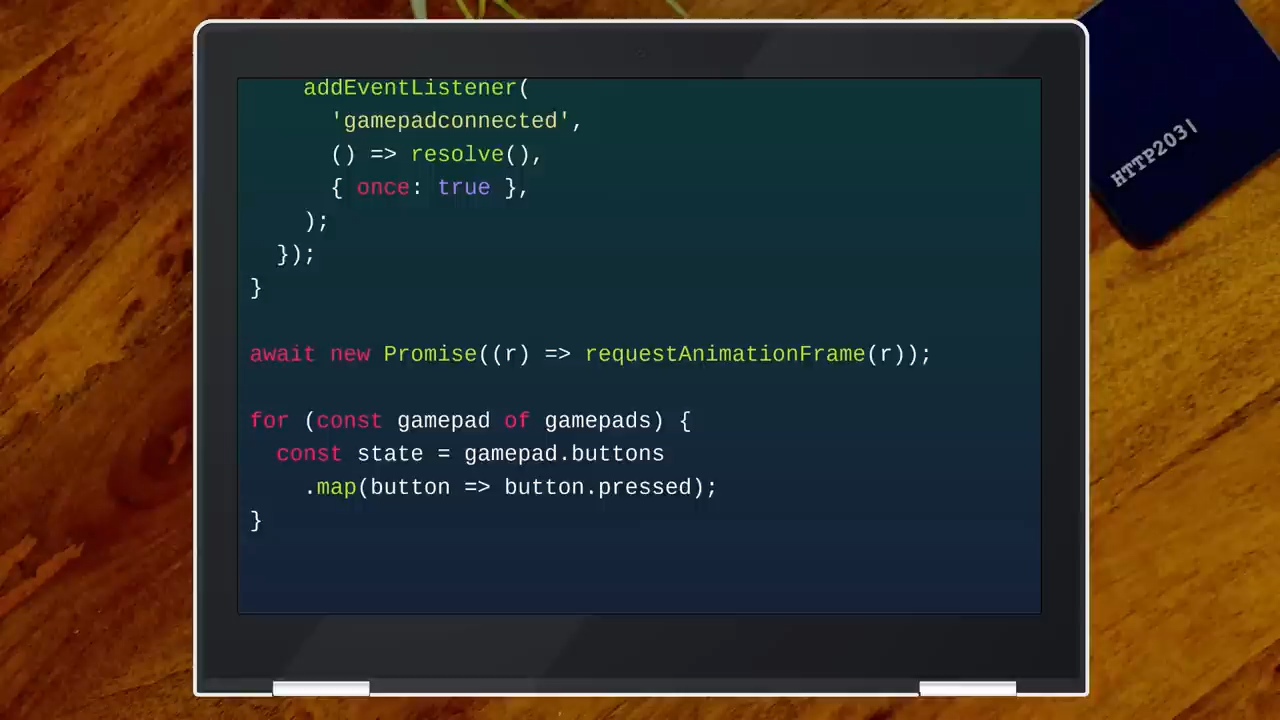 addEventListener(
'gamepadconnected',
() => resolve(),
{ once: true },
);
});
}
await new Promise((r) => requestAnimationFrame(r));
for (const gamepad of gamepads) {
const state = gamepad.buttons
.map(button => button.pressed);
}
HTTP203|